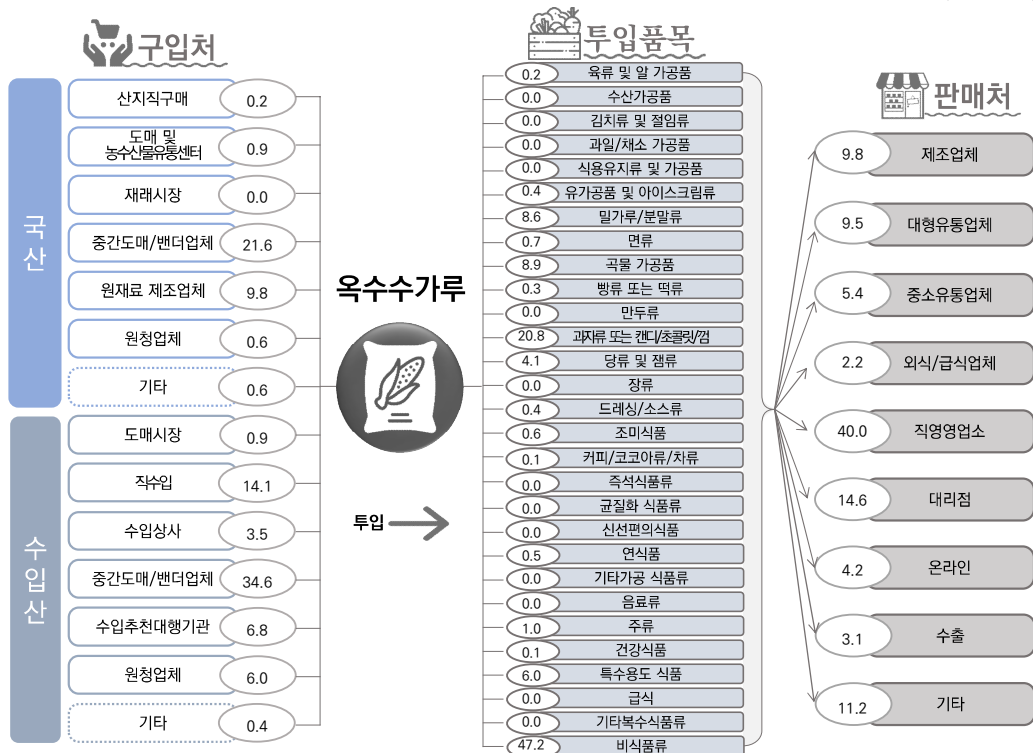 구입처
국산
산지직구매 0.2
도매 및
농수산물유통센터 0.9
재래시장 0.0
중간도매/밴더업체 21.6
원재료 제조업체 9.8
원청업체 0.6
기타 0.6
수입산
도매시장 0.9
직수입 14.1
수입상사 3.5
중간도매/밴더업체 34.6
수입추천대행기관 6.8
원청업체 6.0
기타 0.4
옥수수가루
투입
투입품목
0.2 육류 및 알 가공품
0.0 수산가공품
0.0 김치류 및 절임류
0.0 과일/채소 가공품
0.0 식용유지류 및 가공품
0.4 유가공품 및 아이스크림류
8.6 밀가루/분말류
0.7 면류
8.9 곡물 가공품
0.3 빵류 또는 떡류
0.0 만두류
20.8 과자류 또는 캔디/초콜릿/껌
4.1 당류 및 잼류
0.0 장류
0.4 드레싱/소스류
0.6 조미식품
0.1 커피/코코아류/차류
0.0 즉석식품류
0.0 균질화 식품류
0.0 신선편의식품
0.5 연식품
0.0 기타가공 식품류
0.0 음료류
1.0 주류
0.1 건강식품
6.0 특수용도 식품
0.0 급식
0.0 기타복수식품류
47.2 비식품류
판매처
9.8 제조업체
9.5 대형유통업체
5.4 중소유통업체
2.2 외식/급식업체
40.0 직영영업소
14.6 대리점
4.2 온라인
3.1 수출
11.2 기타